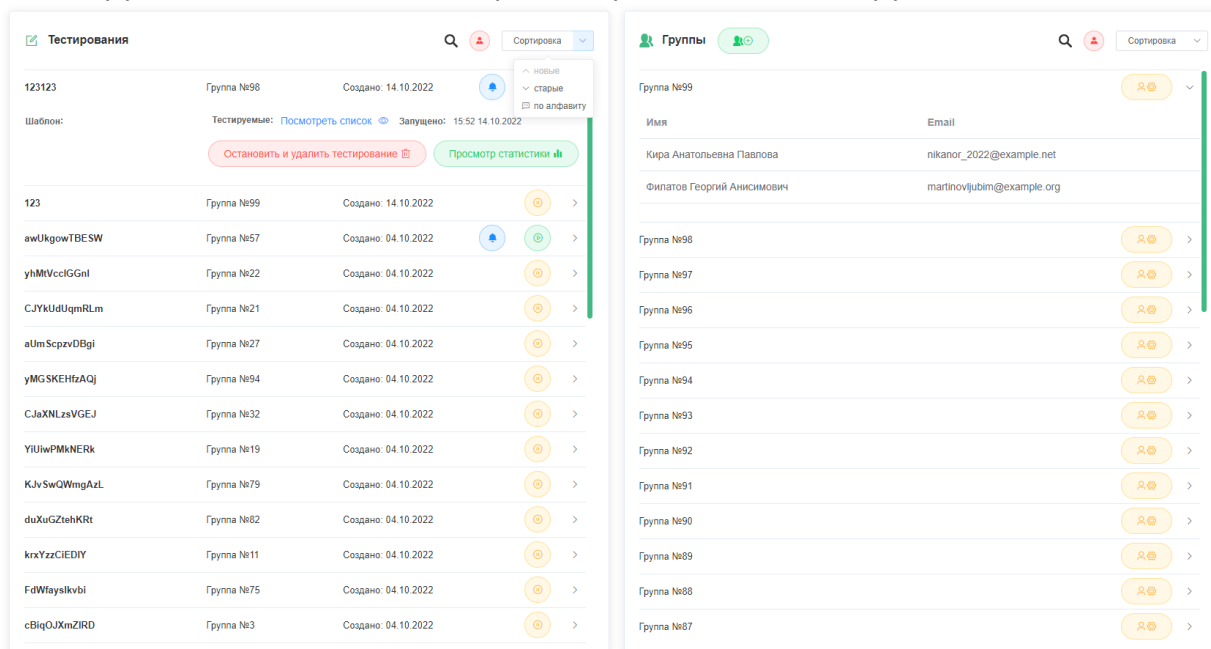 Тестирования
Сортировка
новые
старые
по алфавиту
123123 Группа №98 Создано: 14.10.2022
Шаблон: Тестируемые: Посмотреть список Запущено: 15:52 14.10.2022
Остановить и удалить тестирование Просмотр статистики
123 Группа №99 Создано: 14.10.2022
awUkgowTBESW Группа №57 Создано: 04.10.2022
yhMtVcclGGnl Группа №22 Создано: 04.10.2022
CJYkUdUqmRLm Группа №21 Создано: 04.10.2022
aUmScpzvDBgi Группа №27 Создано: 04.10.2022
yMGSKEHfzAQj Группа №94 Создано: 04.10.2022
CJaXNLzsVGEJ Группа №32 Создано: 04.10.2022
YiUiwPMkNERk Группа №19 Создано: 04.10.2022
KJvSwQWmgAzL Группа №79 Создано: 04.10.2022
duXuGZtehKRt Группа №82 Создано: 04.10.2022
krxYzzCiEDIY Группа №11 Создано: 04.10.2022
FdWfayslkvbi Группа №75 Создано: 04.10.2022
cBiqOJXmZIRD Группа №3 Создано: 04.10.2022
Группы
Сортировка
Группа №99
Имя Email
Кира Анатольевна Павлова nikanor_2022@example.net
Филатов Георгий Анисимович martinovljubim@example.org
Группа №98
Группа №97
Группа №96
Группа №95
Группа №94
Группа №93
Группа №92
Группа №91
Группа №90
Группа №89
Группа №88
Группа №87